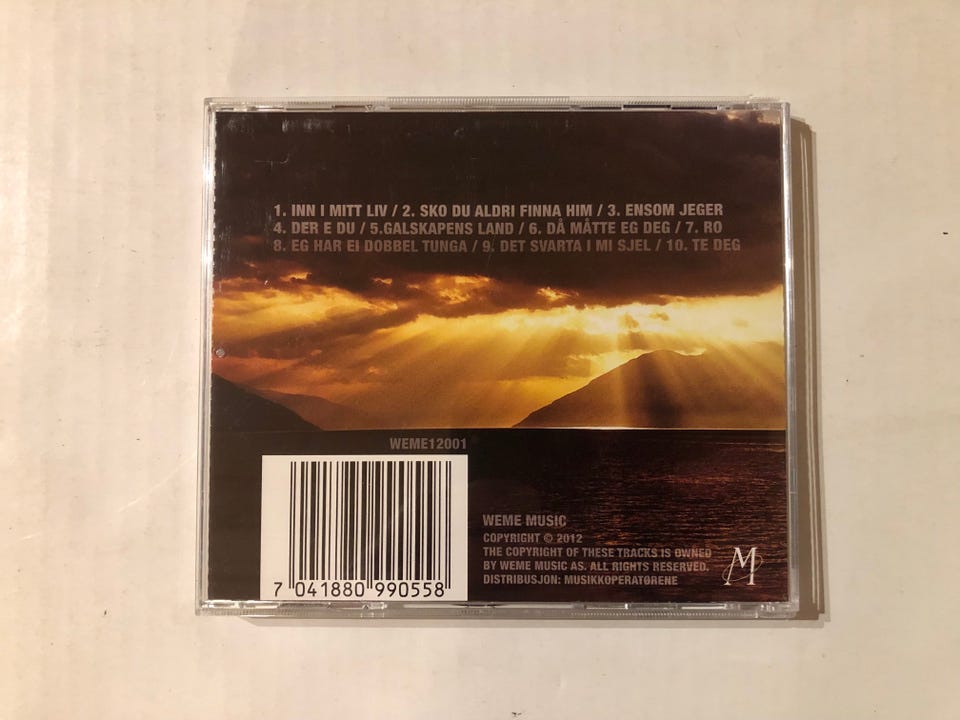 1. INN I MITT LIV / 2. SKO DU ALDRI FINNA HIM / 3. ENSOM JEGER
4. DER E DU / 5.GALSKAPENS LAND / 6. DÅ MÅTTE EG DEG / 7. RO
8. EG HAR EI DOBBEL TUNGA / 9. DET SVARTA I MI SJEL / 10. TE DEG
WEME12001
7 041880 990558
WEME MUSIC
COPYRIGHT © 2012
THE COPYRIGHT OF THESE TRACKS IS OWNED
BY WEME MUSIC AS. ALL RIGHTS RESERVED.
DISTRIBUSJON: MUSIKKOPERATØRENE
M